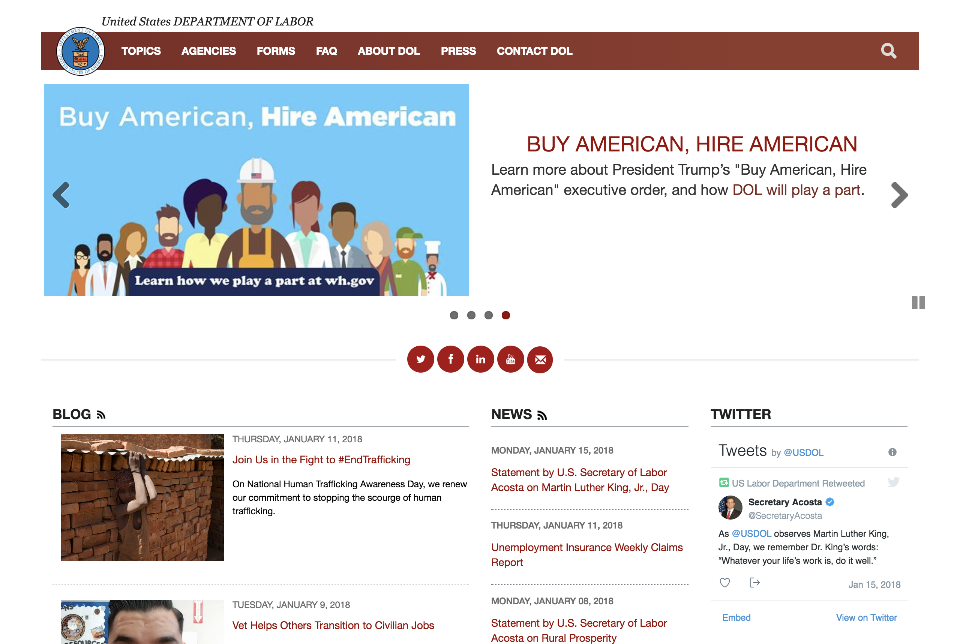 United States DEPARTMENT OF LABOR
TOPICS AGENCIES FORMS FAQ ABOUT DOL PRESS CONTACT DOL
Buy American, Hire American
Learn how we play a part at wh.gov
BUY AMERICAN, HIRE AMERICAN
Learn more about President Trump's "Buy American, Hire
American" executive order, and how DOL will play a part.
BLOG
THURSDAY, JANUARY 11, 2018
Join Us in the Fight to #EndTrafficking
On National Human Trafficking Awareness Day, we renew
our commitment to stopping the scourge of human
trafficking.
TUESDAY, JANUARY 9, 2018
Vet Helps Others Transition to Civilian Jobs
NEWS
MONDAY, JANUARY 15, 2018
Statement by U.S. Secretary of Labor
Acosta on Martin Luther King, Jr., Day
THURSDAY, JANUARY 11, 2018
Unemployment Insurance Weekly Claims
Report
MONDAY, JANUARY 08, 2018
Statement by U.S. Secretary of Labor
Acosta on Rural Prosperity
TWITTER
Tweets by @USDOL
US Labor Department Retweeted
Secretary Acosta
@SecretaryAcosta
As @USDOL observes Martin Luther King,
Jr., Day, we remember Dr. King's words:
"Whatever your life's work is, do it well."
Jan 15, 2018
Embed View on Twitter